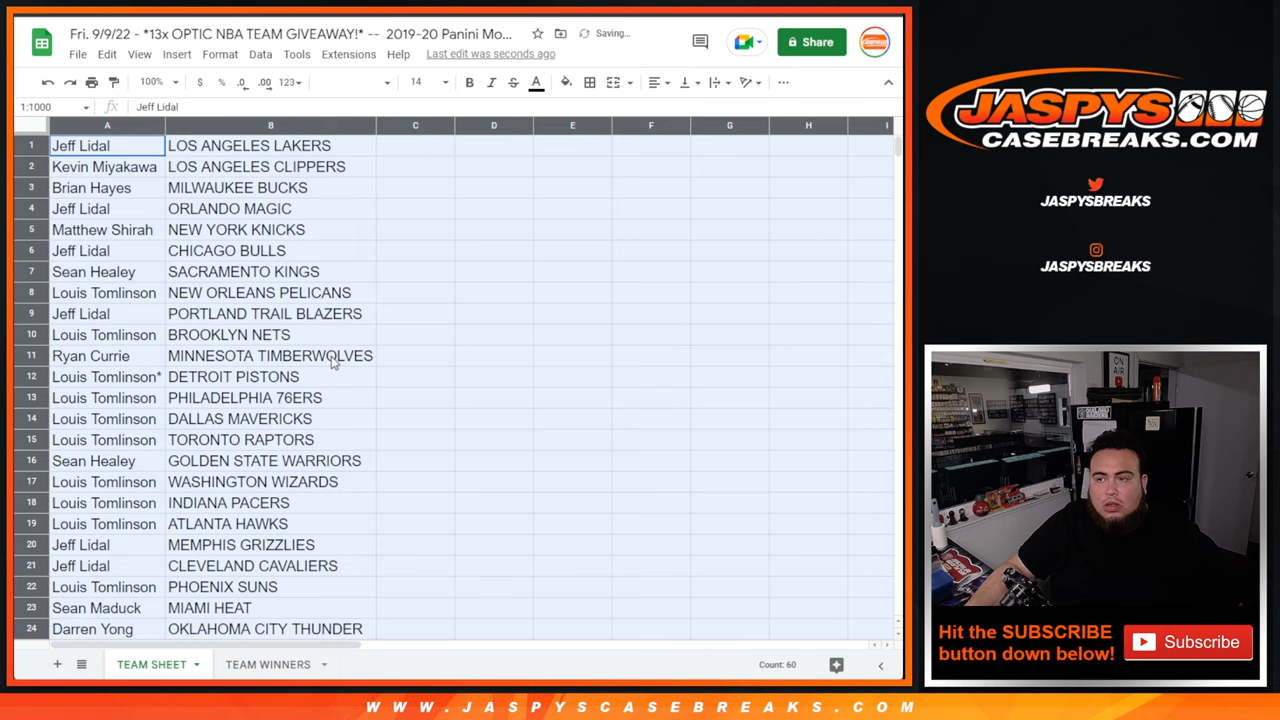 Fri. 9/9/22 - *13x OPTIC NBA TEAM GIVEAWAY!* -- 2019-20 Panini Mo...
Saving...
File Edit View Insert Format Data Tools Extensions Help Last edit was seconds ago
Share
100% $ % .0 .00 123 14 B I S A
1:1000 fx Jeff Lidal
A B C D E F G H I
1 Jeff Lidal LOS ANGELES LAKERS
2 Kevin Miyakawa LOS ANGELES CLIPPERS
3 Brian Hayes MILWAUKEE BUCKS
4 Jeff Lidal ORLANDO MAGIC
5 Matthew Shirah NEW YORK KNICKS
6 Jeff Lidal CHICAGO BULLS
7 Sean Healey SACRAMENTO KINGS
8 Louis Tomlinson NEW ORLEANS PELICANS
9 Jeff Lidal PORTLAND TRAIL BLAZERS
10 Louis Tomlinson BROOKLYN NETS
11 Ryan Currie MINNESOTA TIMBERWOLVES
12 Louis Tomlinson* DETROIT PISTONS
13 Louis Tomlinson PHILADELPHIA 76ERS
14 Louis Tomlinson DALLAS MAVERICKS
15 Louis Tomlinson TORONTO RAPTORS
16 Sean Healey GOLDEN STATE WARRIORS
17 Louis Tomlinson WASHINGTON WIZARDS
18 Louis Tomlinson INDIANA PACERS
19 Louis Tomlinson ATLANTA HAWKS
20 Jeff Lidal MEMPHIS GRIZZLIES
21 Jeff Lidal CLEVELAND CAVALIERS
22 Louis Tomlinson PHOENIX SUNS
23 Sean Maduck MIAMI HEAT
24 Darren Yong OKLAHOMA CITY THUNDER
TEAM SHEET TEAM WINNERS Count: 60
JASPYS
CASEBREAKS.COM
JASPYSBREAKS
JASPYSBREAKS
ON AIR
Hit the SUBSCRIBE
button down below!
Subscribe
WWW.JASPYSCASEBREAKS.COM